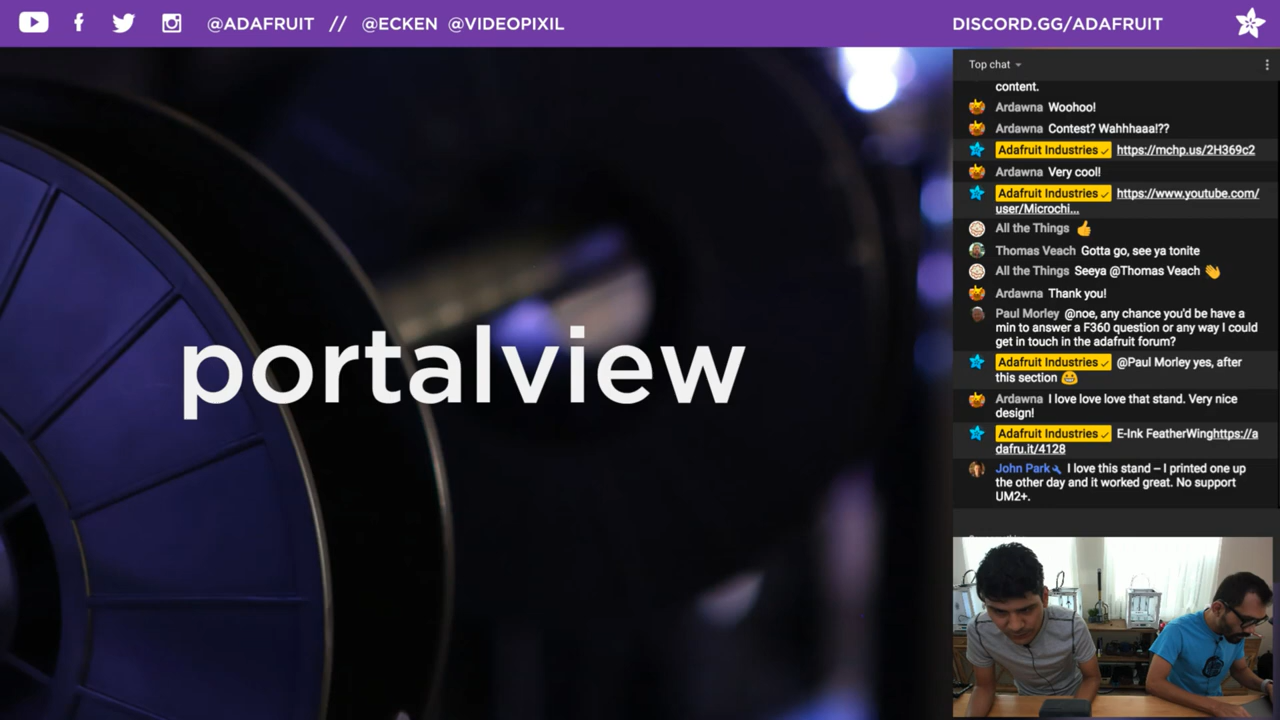 @ADAFRUIT // @ECKEN @VIDEOPIXIL
DISCORD.GG/ADAFRUIT
portalview
Top chat
content.
Ardawna Woohoo!
Ardawna Contest? Wahhhaaa!??
Adafruit Industries https://mchp.us/2H369c2
Ardawna Very cool!
Adafruit Industries https://www.youtube.com/
user/Microchi...
All the Things 👍
Thomas Veach Gotta go, see ya tonite
All the Things Seeya @Thomas Veach 👋
Ardawna Thank you!
Paul Morley @noe, any chance you'd be have a
min to answer a F360 question or any way I could
get in touch in the adafruit forum?
Adafruit Industries @Paul Morley yes, after
this section 😁
Ardawna I love love love that stand. Very nice
design!
Adafruit Industries E-Ink FeatherWinghttps://a
dafru.it/4128
John Park I love this stand – I printed one up
the other day and it worked great. No support
UM2+.